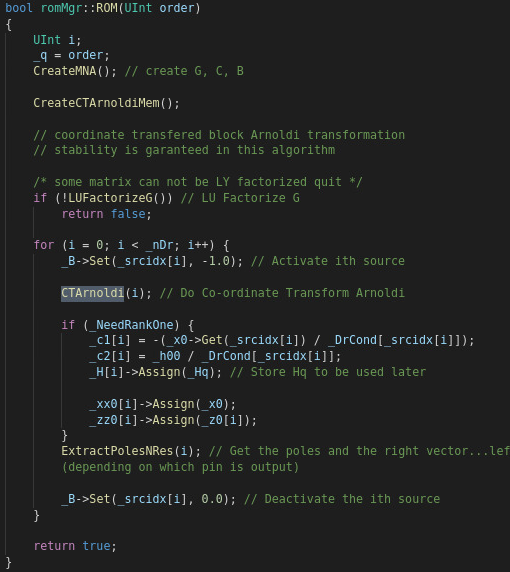 bool romMgr::ROM(UInt order)
{
    UInt i;
    _q = order;
    CreateMNA(); // create G, C, B

    CreateCTArnoldiMem();

    // coordinate transfered block Arnoldi transformation
    // stability is garanteed in this algorithm

    /* some matrix can not be LY factorized quit */
    if (!LUFactorizeG()) // LU Factorize G
        return false;

    for (i = 0; i < _nDr; i++) {
        _B->Set(_srcidx[i], -1.0); // Activate ith source

        CTArnoldi(i); // Do Co-ordinate Transform Arnoldi

        if (_NeedRankOne) {
            _c1[i] = -(_x0->Get(_srcidx[i]) / _DrCond[_srcidx[i]]);
            _c2[i] = _h00 / _DrCond[_srcidx[i]];
            _H[i]->Assign(_Hq); // Store Hq to be used later

            _xx0[i]->Assign(_x0);
            _zz0[i]->Assign(_z0[i]);
        }
        ExtractPolesNRes(i); // Get the poles and the right vector...lef
        (depending on which pin is output)

        _B->Set(_srcidx[i], 0.0); // Deactivate the ith source
    }

    return true;
}